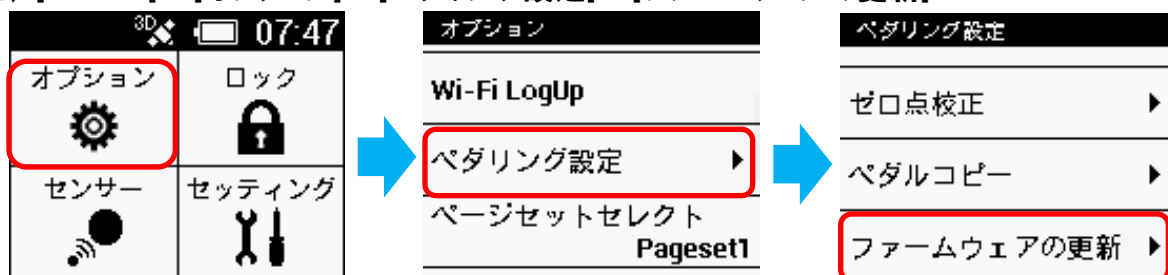 3D 07:47
オプション
ロック
センサー
セッティング
オプション
Wi-Fi LogUp
ペダリング設定
ページセットセレクト
Pageset1
ペダリング設定
ゼロ点校正
ペダルコピー
ファームウェアの更新